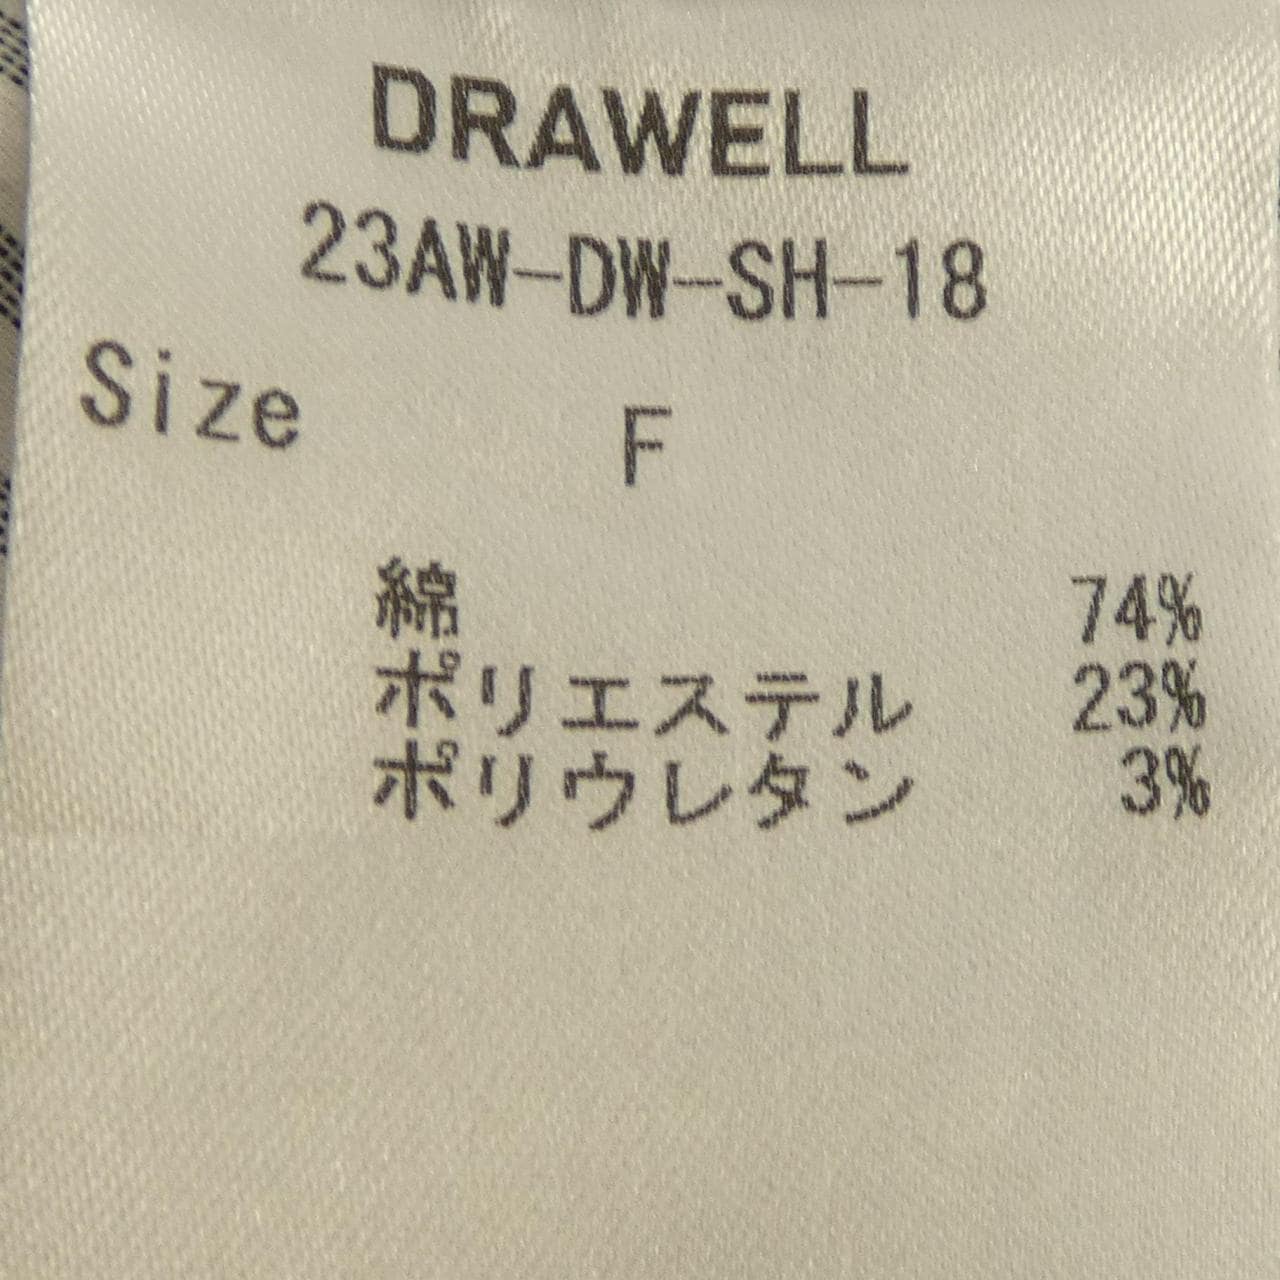 DRAWELL
23AW-DW-SH-18
Size F
綿 74%
ポリエステル 23%
ポリウレタン 3%